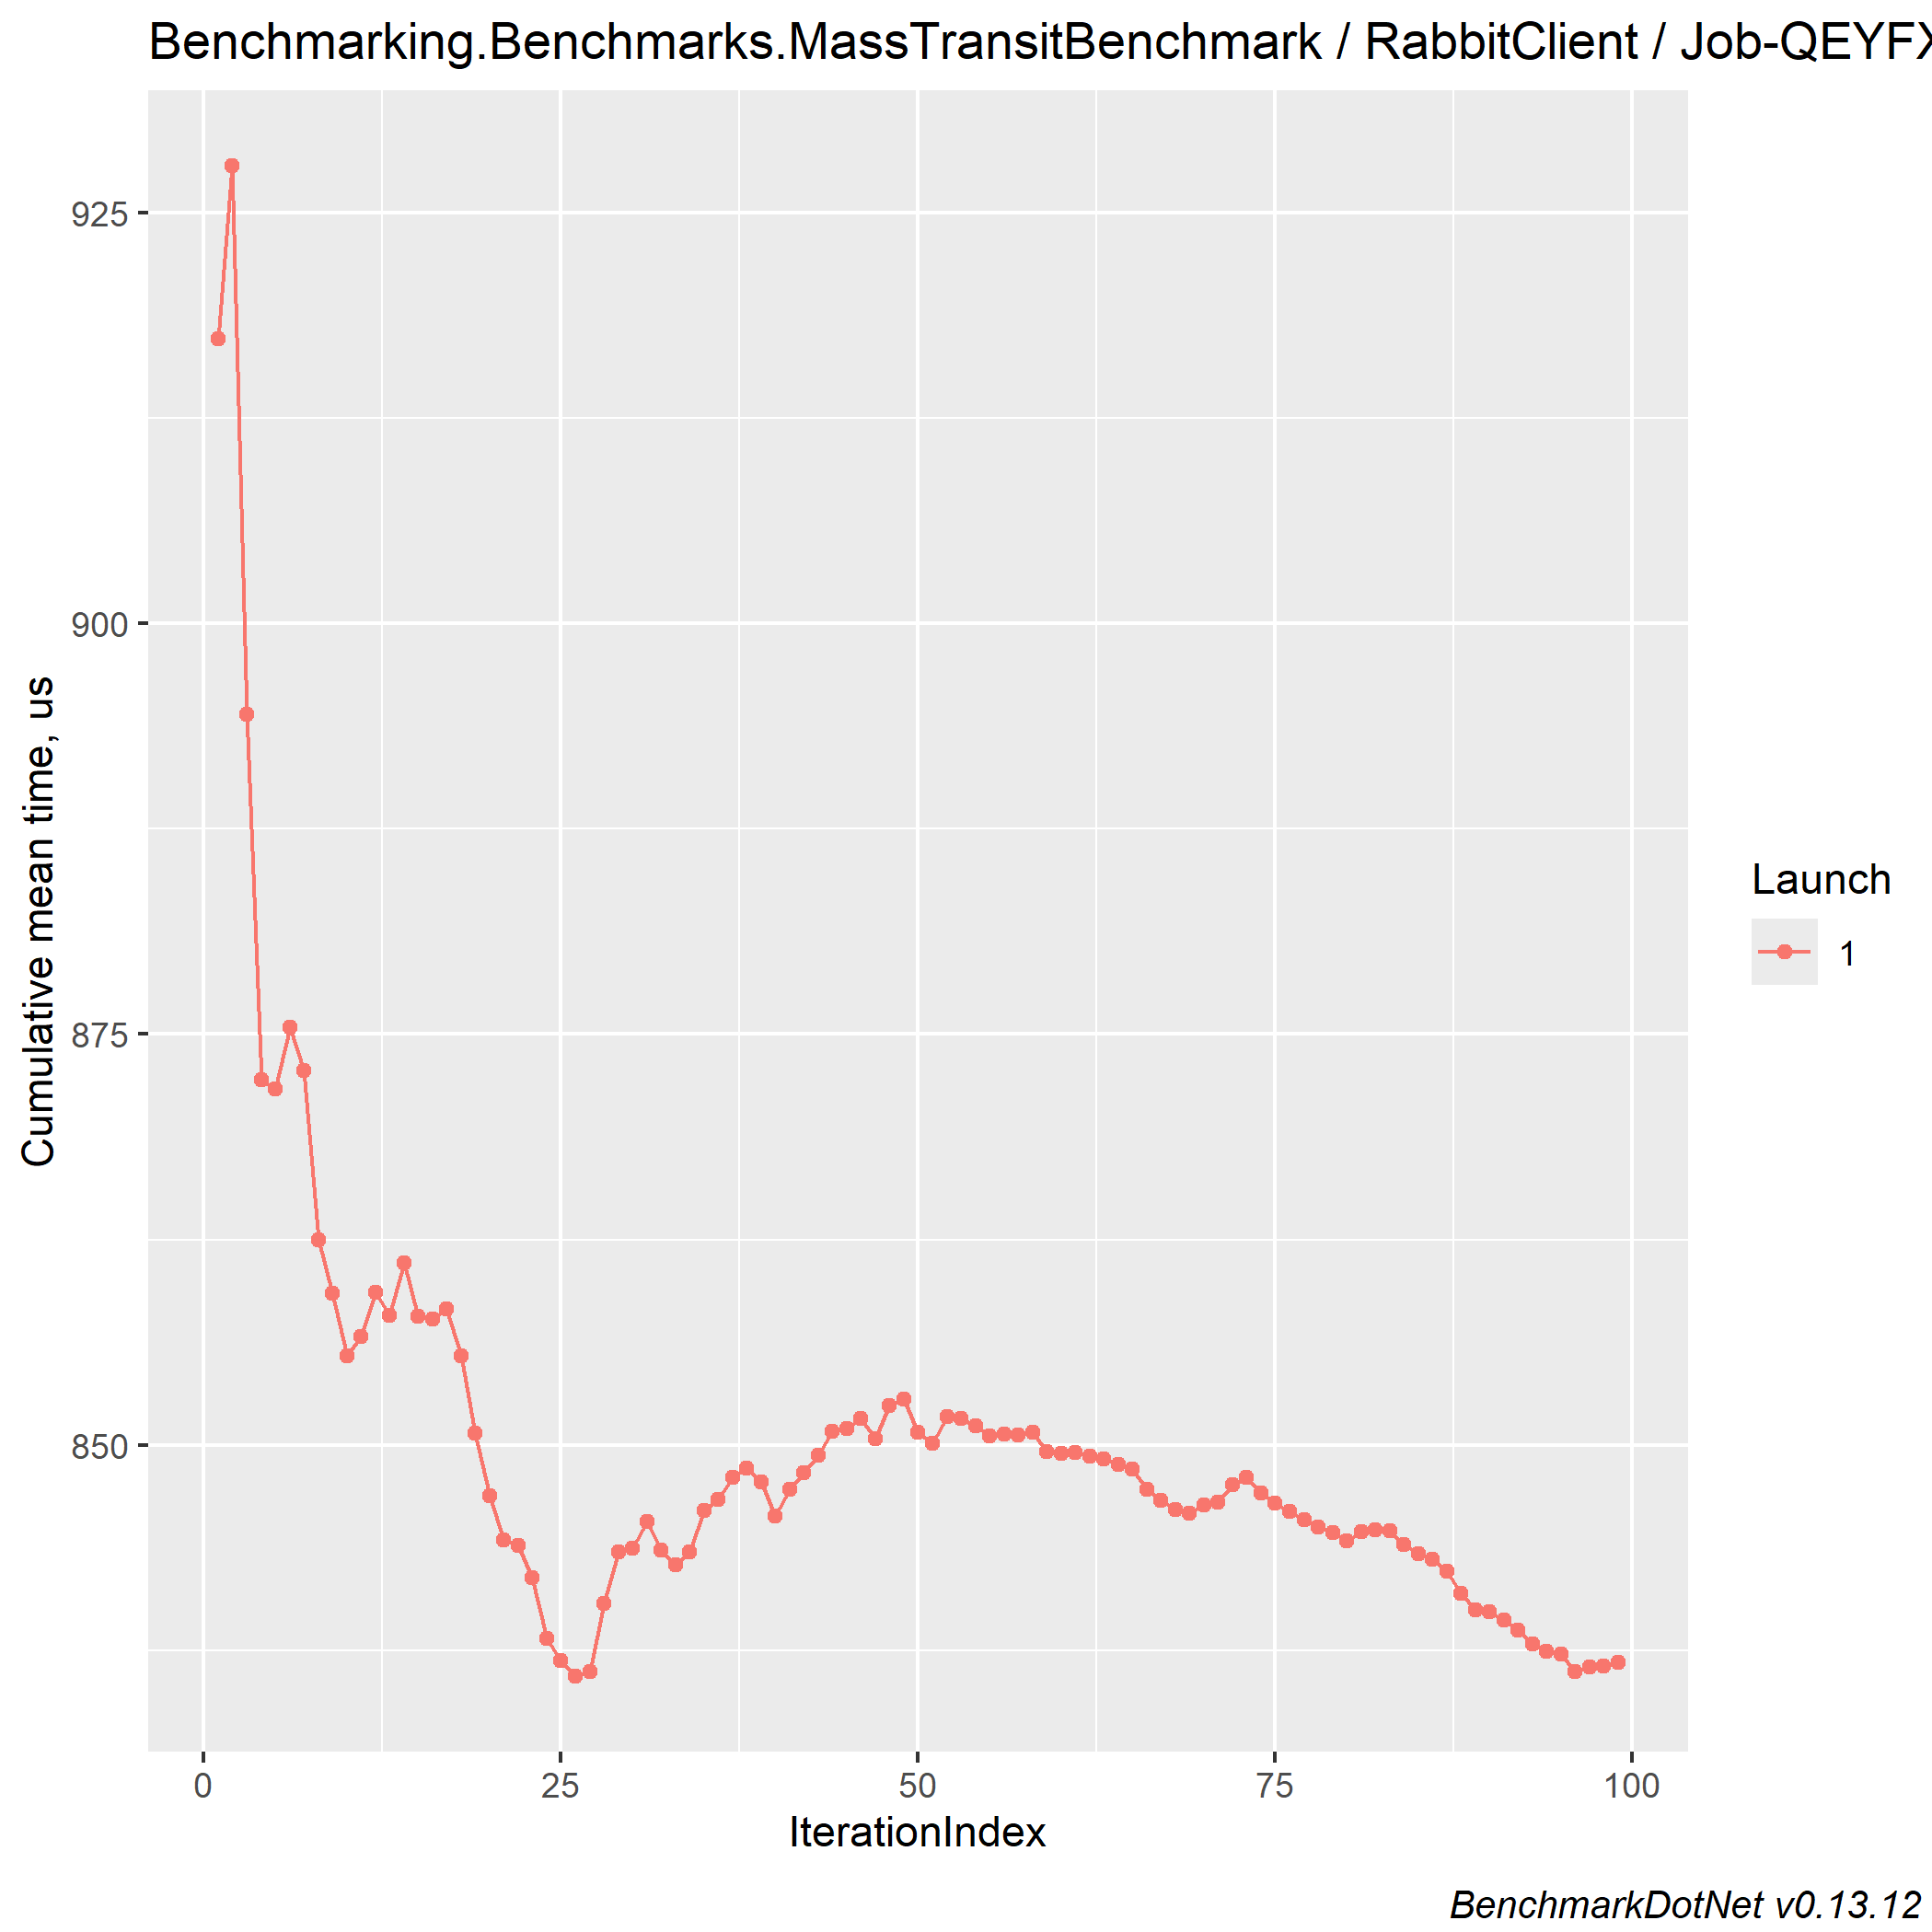 Benchmarking.Benchmarks.MassTransitBenchmark / RabbitClient / Job-QEYFX
925
900
875
850
Cumulative mean time, us
0 25 50 75 100
IterationIndex
Launch
1
BenchmarkDotNet v0.13.12